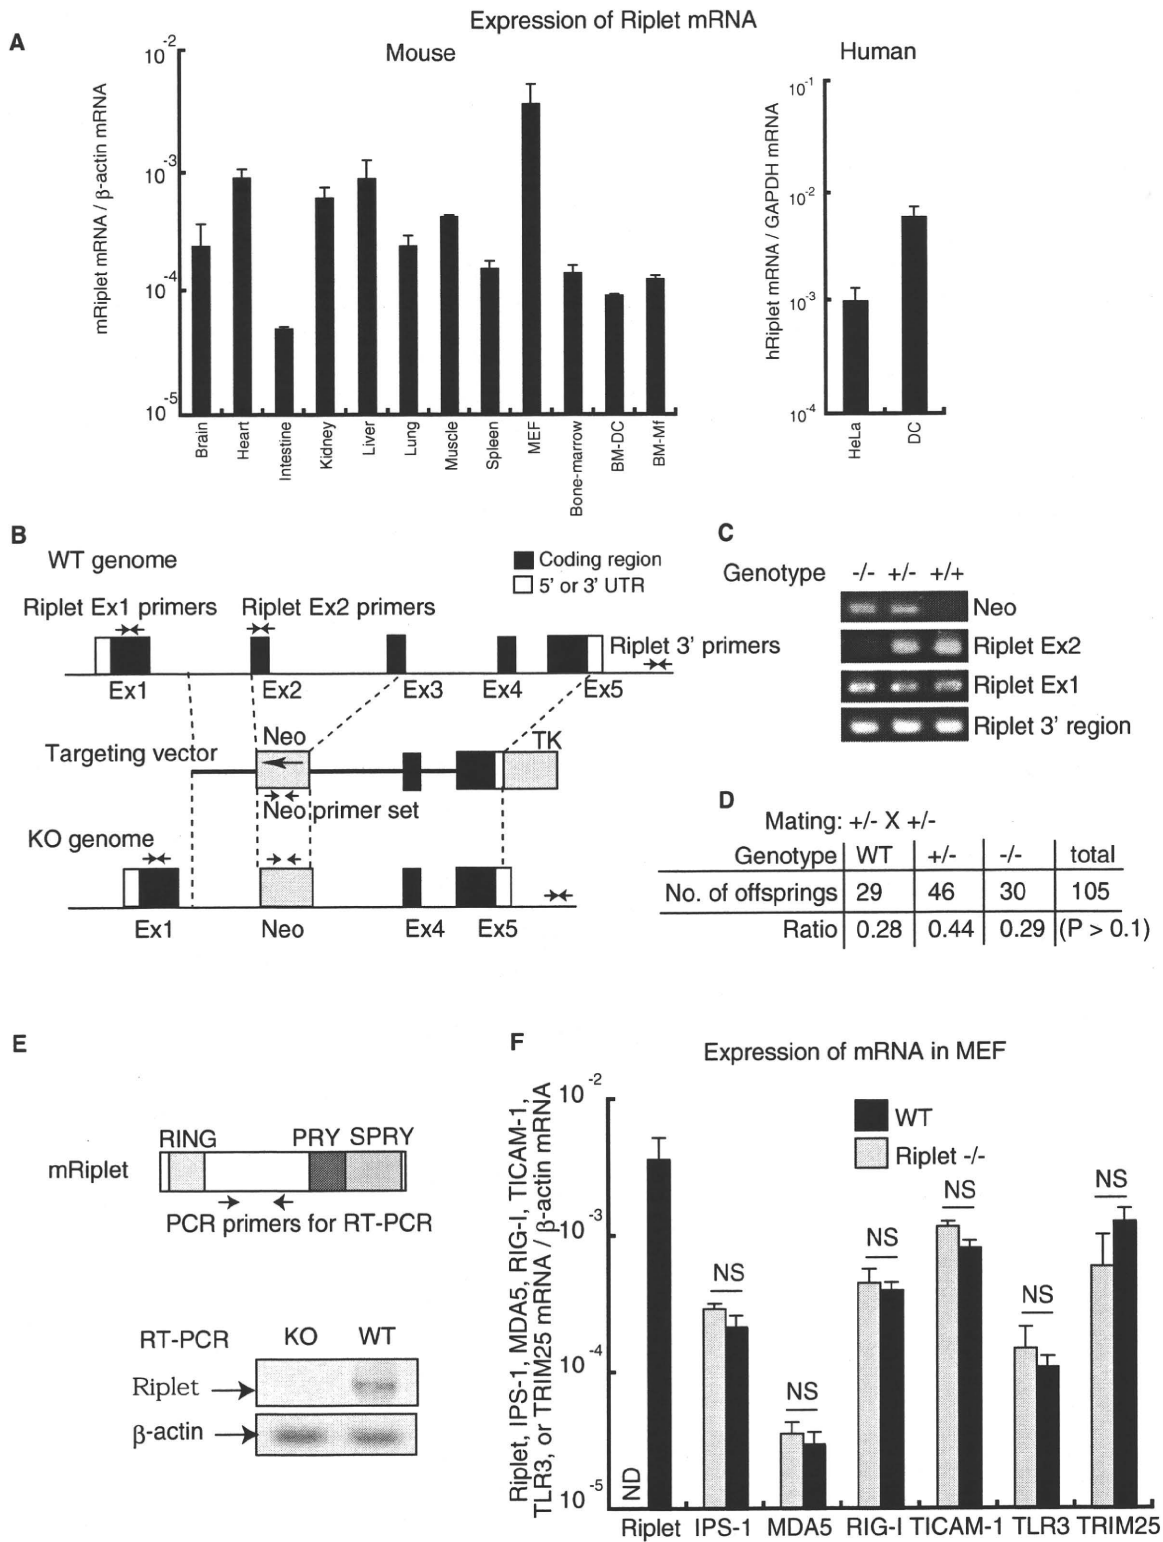 Expression of Riplet mRNA
A
Mouse
Human
mRiplet mRNA / β-actin mRNA
10-2
10-3
10-4
10-5
Brain
Heart
Intestine
Kidney
Liver
Lung
Muscle
Spleen
MEF
Bone-marrow
BM-DC
BM-Mf
hRiplet mRNA / GAPDH mRNA
10-1
10-2
10-3
10-4
HeLa
DC
B
WT genome
Coding region
5' or 3' UTR
Riplet Ex1 primers
Riplet Ex2 primers
Riplet 3' primers
Ex1
Ex2
Ex3
Ex4
Ex5
Targeting vector
Neo
TK
Neo primer set
KO genome
Ex1
Neo
Ex4
Ex5
C
Genotype -/- +/- +/+
Neo
Riplet Ex2
Riplet Ex1
Riplet 3' region
D
Mating: +/- X +/-
Genotype WT +/- -/- total
No. of offsprings 29 46 30 105
Ratio 0.28 0.44 0.29 (P > 0.1)
E
RING PRY SPRY
mRiplet
PCR primers for RT-PCR
RT-PCR KO WT
Riplet
β-actin
F
Expression of mRNA in MEF
Riplet, IPS-1, MDA5, RIG-I, TICAM-1,
TLR3, or TRIM25 mRNA / β-actin mRNA
10-2
10-3
10-4
10-5
WT
Riplet -/-
ND
NS
NS
NS
NS
NS
NS
Riplet IPS-1 MDA5 RIG-I TICAM-1 TLR3 TRIM25